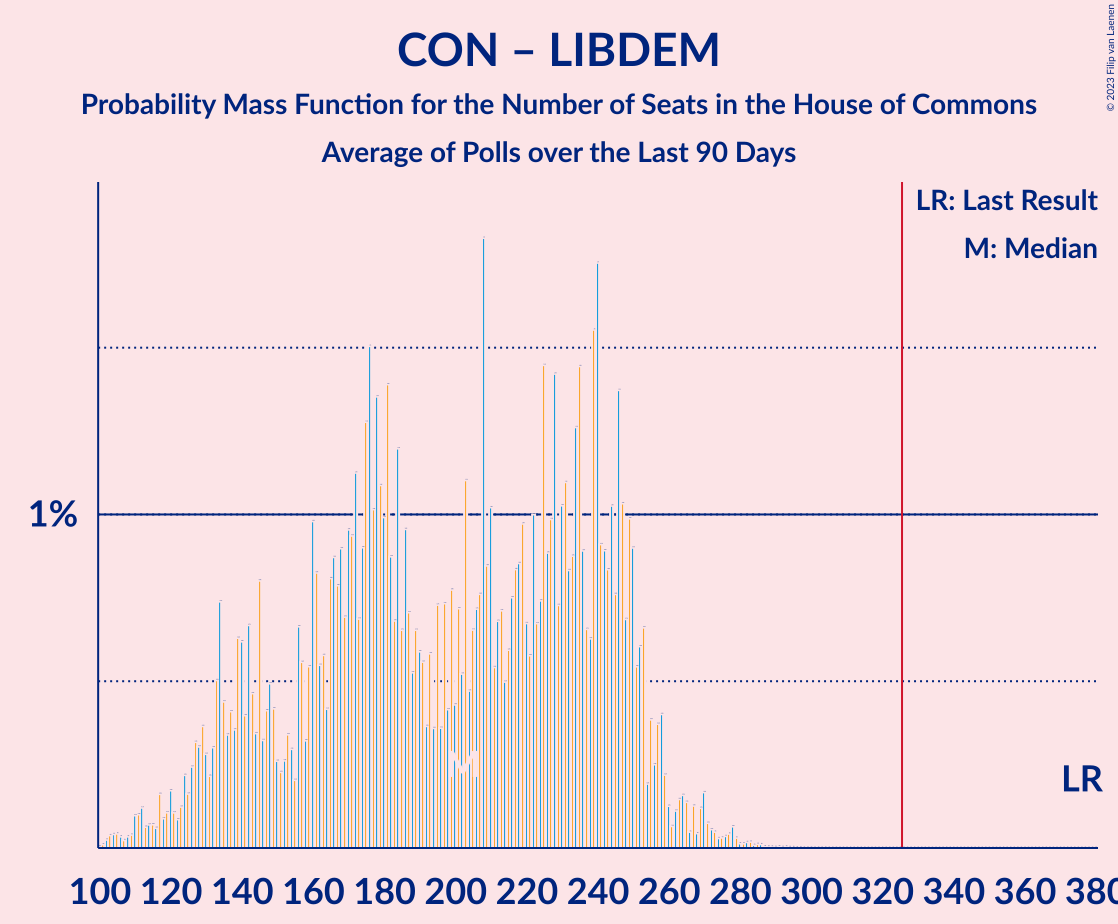 CON – LIBDEM
Probability Mass Function for the Number of Seats in the House of Commons
Average of Polls over the Last 90 Days
© 2023 Filip van Laenen
LR: Last Result
M: Median
1%
M
LR
100 120 140 160 180 200 220 240 260 280 300 320 340 360 380